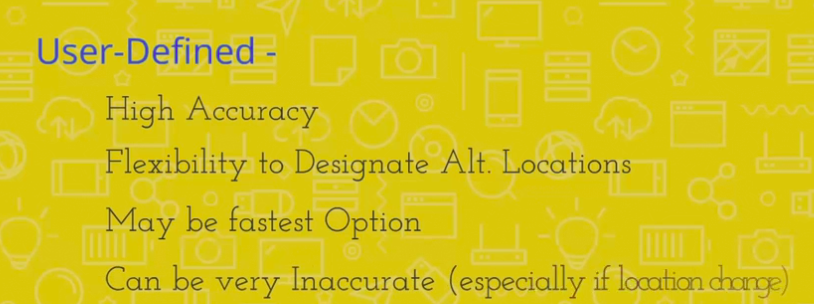 User-Defined -
High Accuracy
Flexibility to Designate Alt. Locations
May be fastest Option
Can be very Inaccurate (especially if location change)